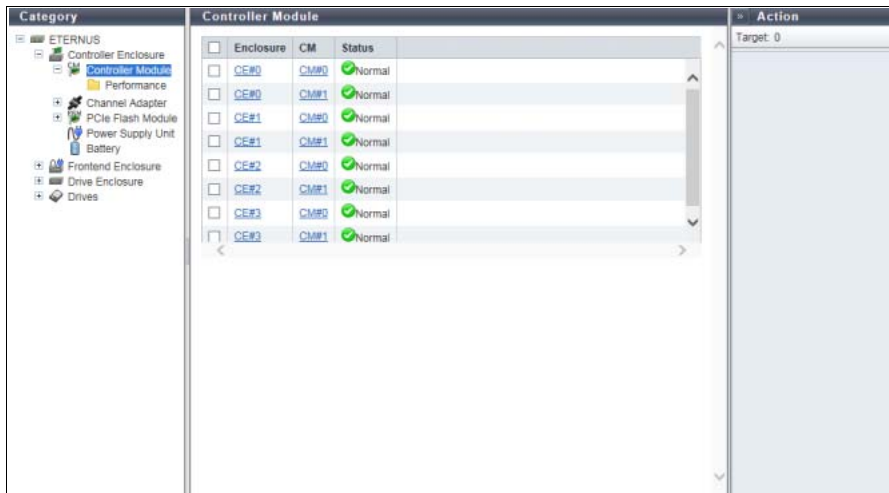 Category
ETERNUS
Controller Enclosure
Controller Module
Performance
Channel Adapter
PCIe Flash Module
Power Supply Unit
Battery
Frontend Enclosure
Drive Enclosure
Drives
Controller Module
Enclosure CM Status
CE#0 CM#0 Normal
CE#0 CM#1 Normal
CE#1 CM#0 Normal
CE#1 CM#1 Normal
CE#2 CM#0 Normal
CE#2 CM#1 Normal
CE#3 CM#0 Normal
CE#3 CM#1 Normal
» Action
Target: 0